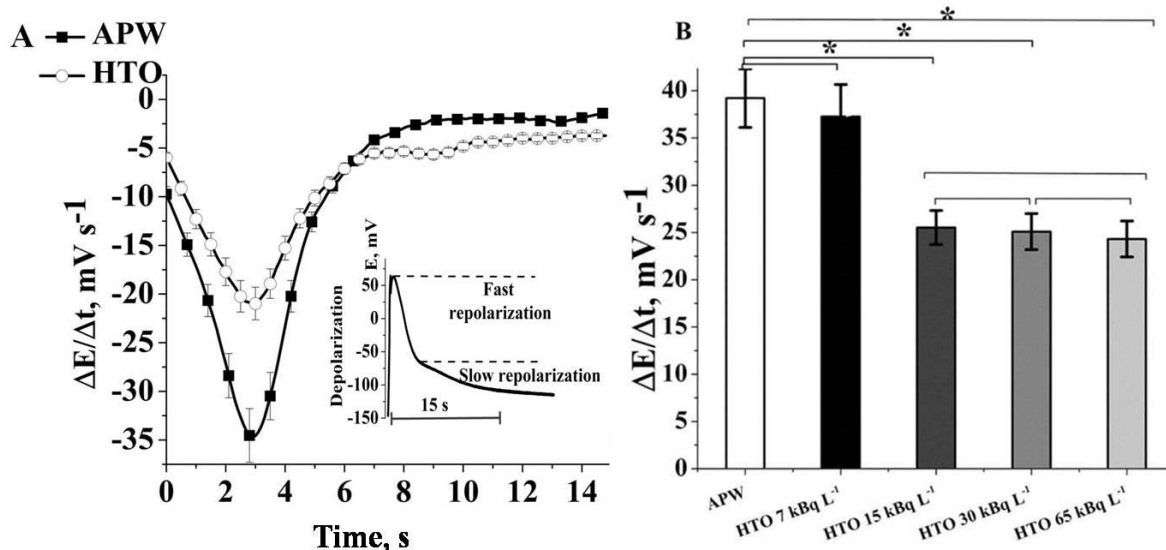 A
APW
HTO
ΔE/Δt, mV s-1
0
-5
-10
-15
-20
-25
-30
-35
0 2 4 6 8 10 12 14
Time, s
Depolarization
E, mV
50
0
-50
-100
-150
Fast
repolarization
Slow repolarization
15 s
B
*
*
*
ΔE/Δt, mV s-1
40
35
30
25
20
15
10
5
0
APW
HTO 7 kBq L-1
HTO 15 kBq L-1
HTO 30 kBq L-1
HTO 65 kBq L-1